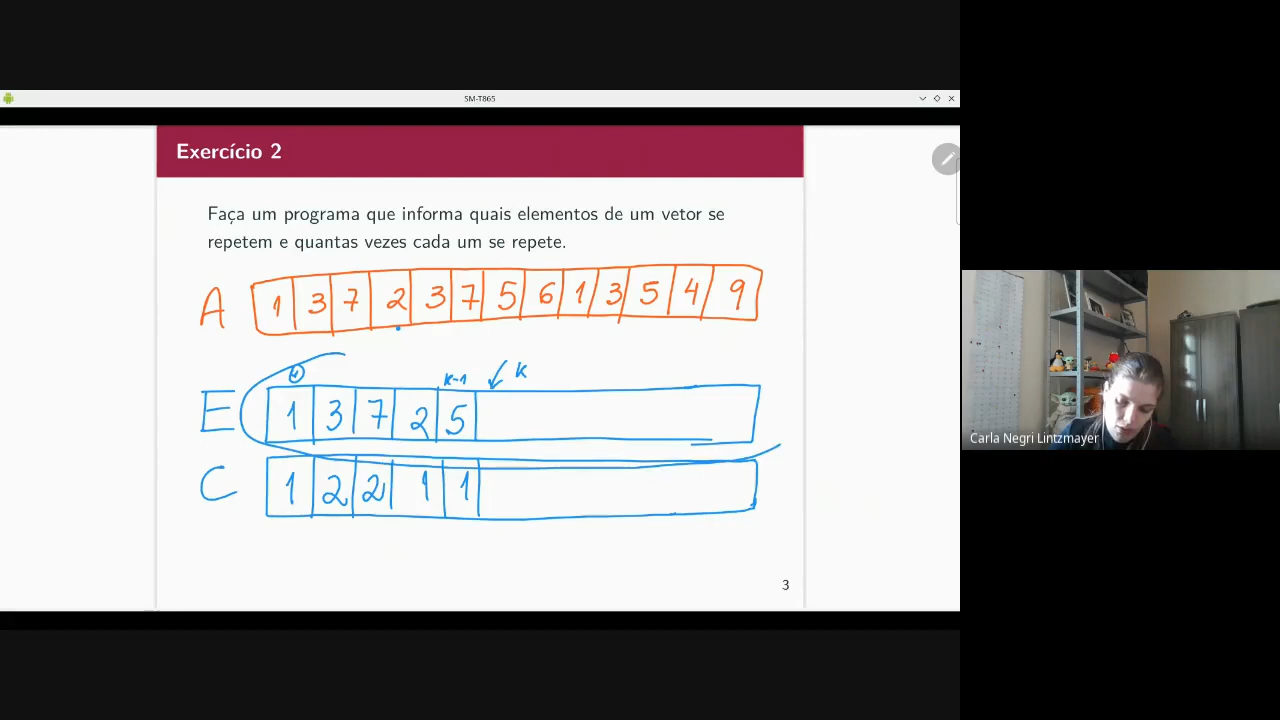 SM-T865
Exercício 2
Faça um programa que informa quais elementos de um vetor se
repetem e quantas vezes cada um se repete.
A 1 3 7 2 3 7 5 6 1 3 5 4 9
k-1 k
E 1 3 7 2 5
C 1 2 2 1 1
3
Carla Negri Lintzmayer